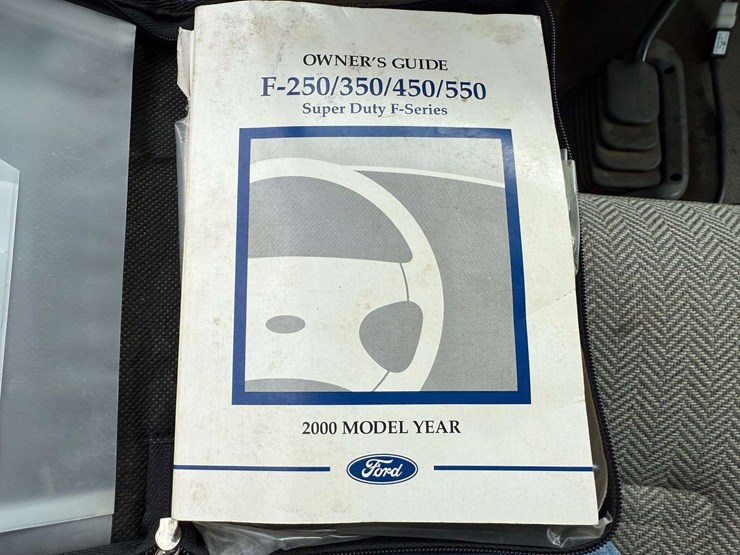 OWNER'S GUIDE
F-250/350/450/550
Super Duty F-Series
2000 MODEL YEAR
Ford